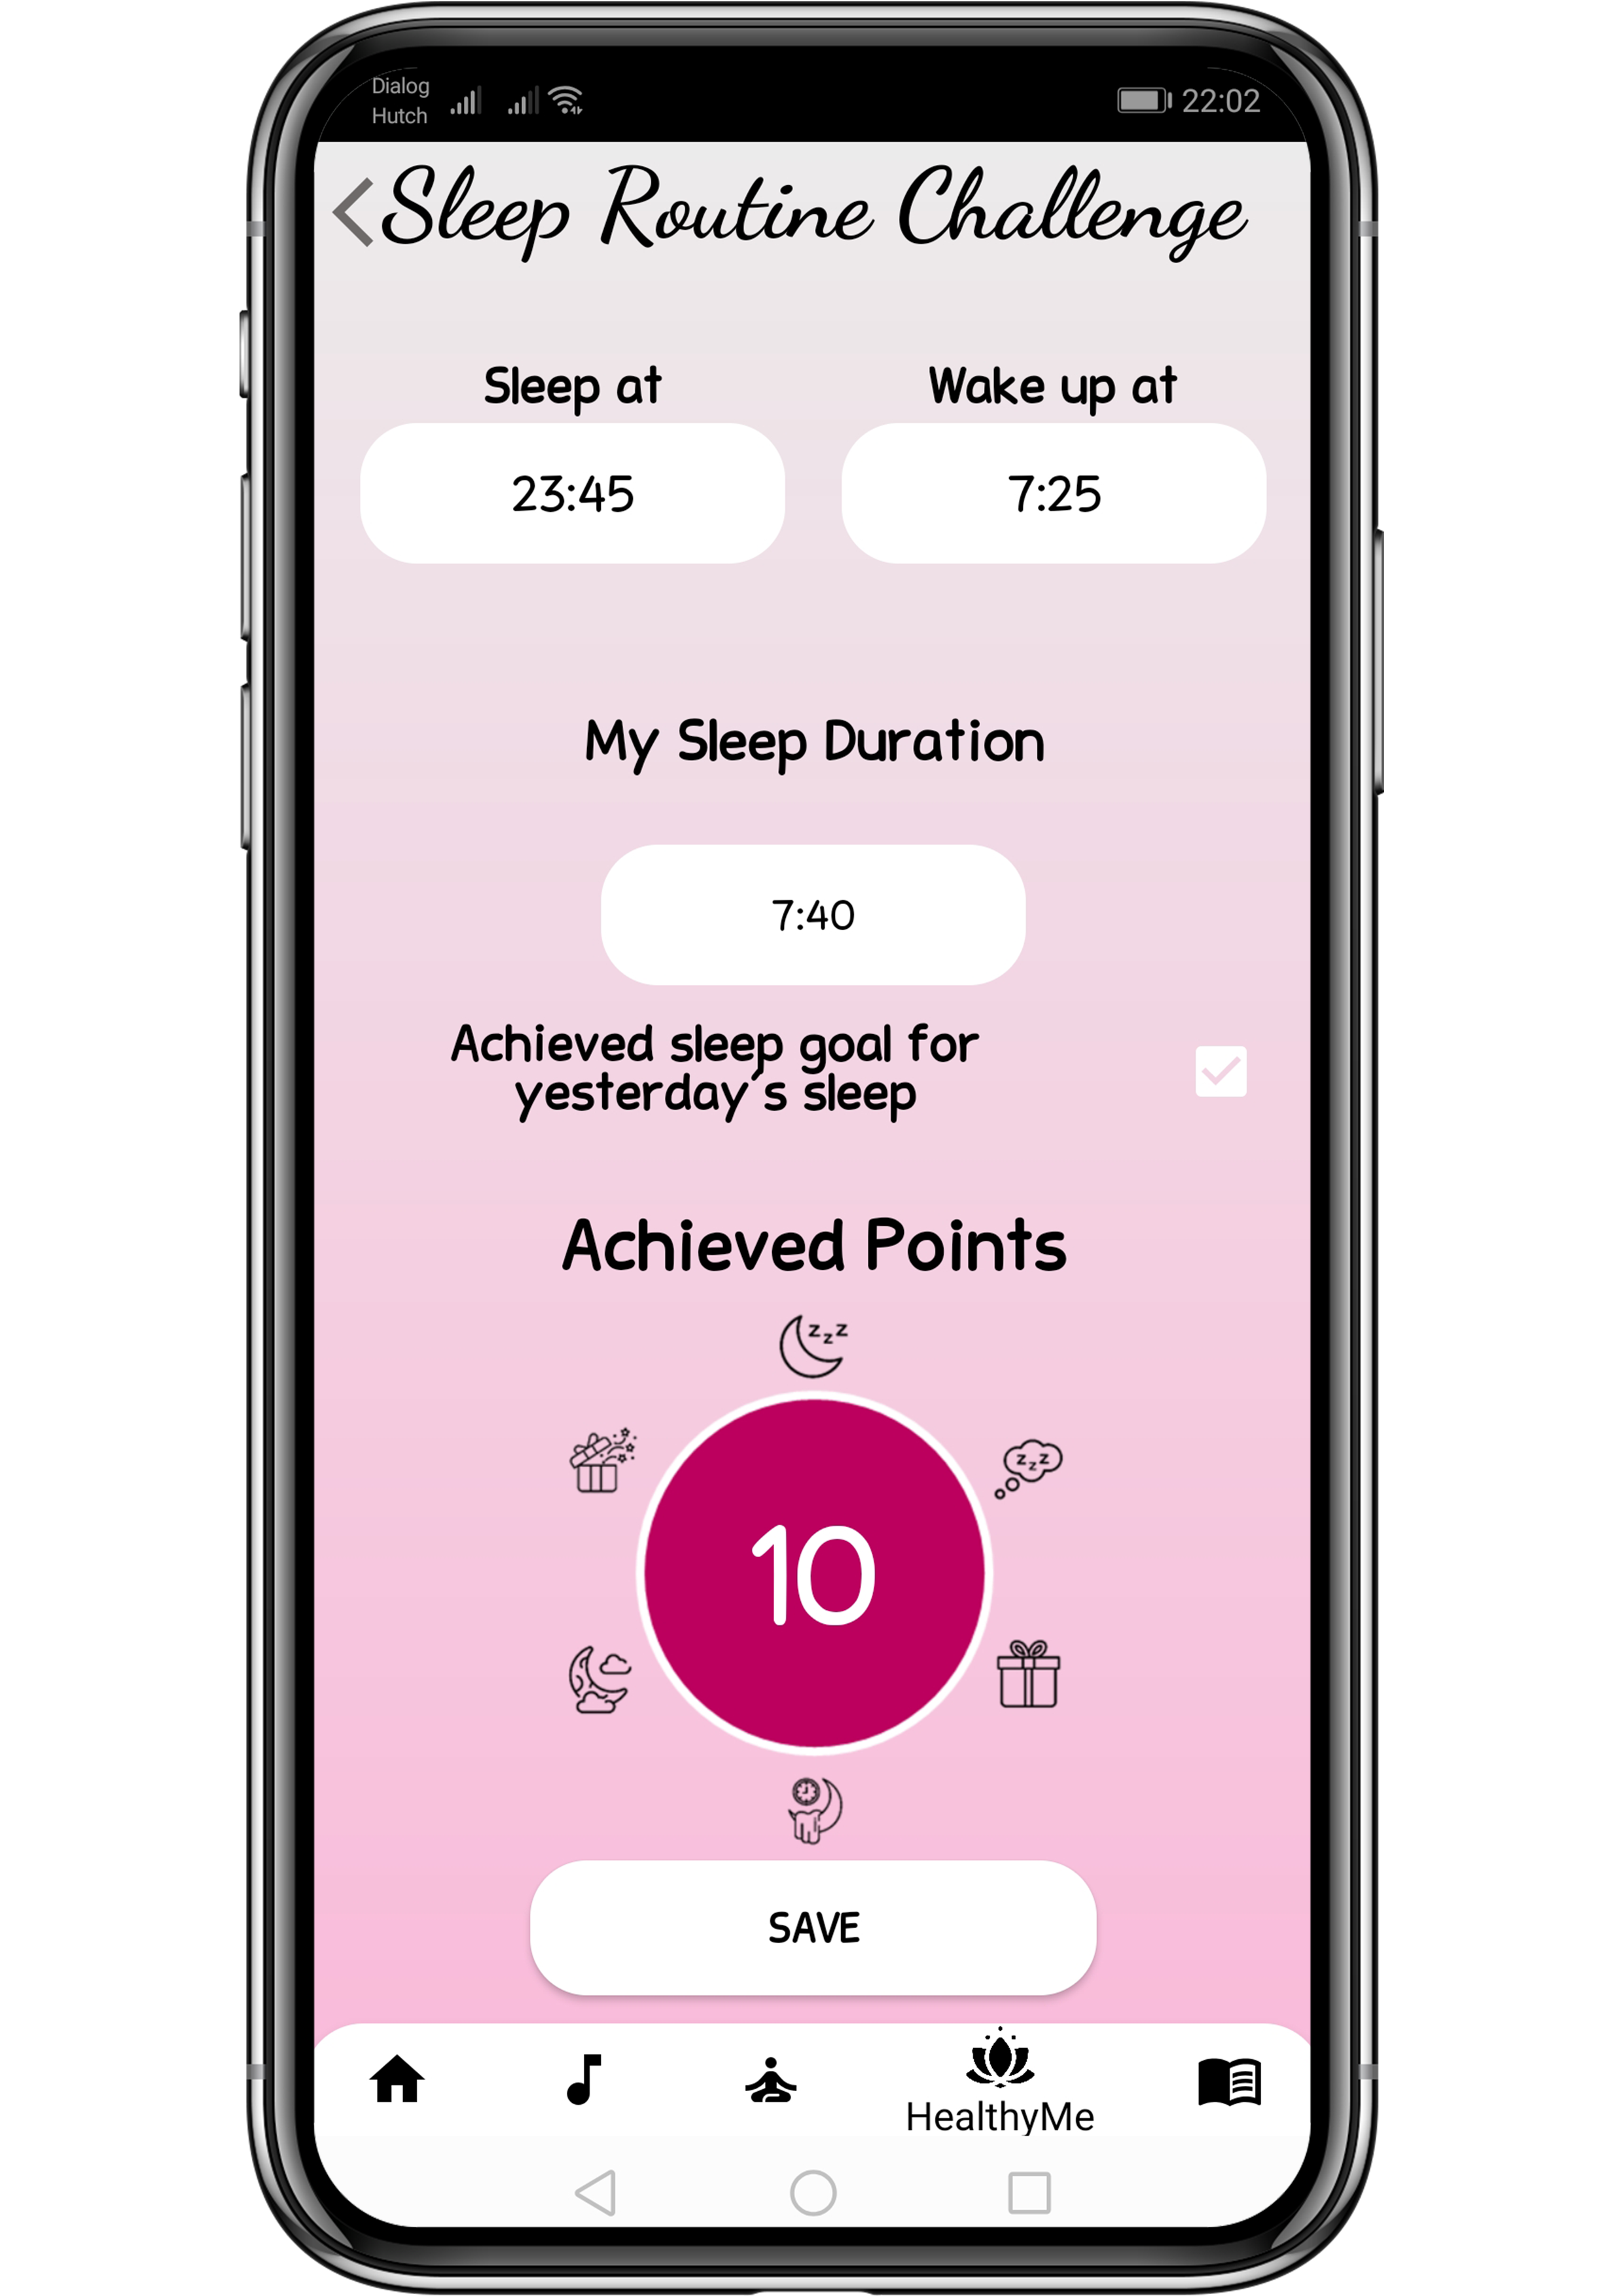 Dialog
Hutch
22:02
Sleep Routine Challenge
Sleep at
Wake up at
23:45
7:25
My Sleep Duration
7:40
Achieved sleep goal for
yesterday's sleep
Achieved Points
z z z
z z z
10
SAVE
HealthyMe